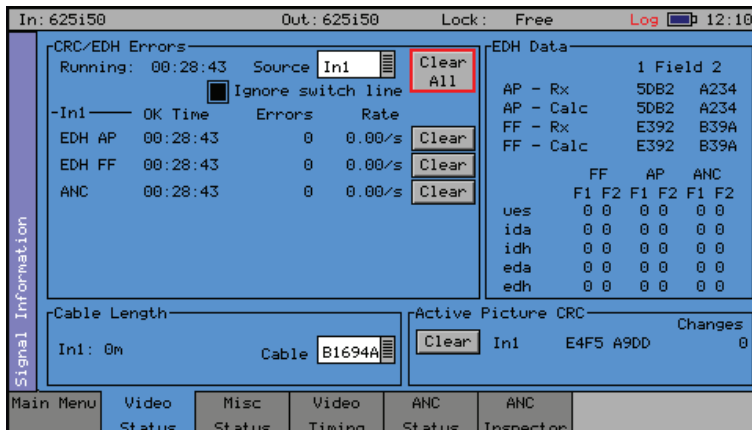 In: 625i50 Out: 625i50 Lock: Free Log 12:10
Signal Information
CRC/EDH Errors
Running: 00:28:43 Source In1 Clear All
Ignore switch line
In1 OK Time Errors Rate
EDH AP 00:28:43 0 0.00/s Clear
EDH FF 00:28:43 0 0.00/s Clear
ANC 00:28:43 0 0.00/s Clear
EDH Data
1 Field 2
AP - Rx 5DB2 A234
AP - Calc 5DB2 A234
FF - Rx E392 B39A
FF - Calc E392 B39A
FF AP ANC
F1 F2 F1 F2 F1 F2
ues 0 0 0 0 0 0
ida 0 0 0 0 0 0
idh 0 0 0 0 0 0
eda 0 0 0 0 0 0
edh 0 0 0 0 0 0
Cable Length
In1: 0m Cable B1694A
Active Picture CRC
Changes
Clear In1 E4F5 A9DD 0
Main Menu Video Status Misc Status Video Timing ANC Status ANC Inspector